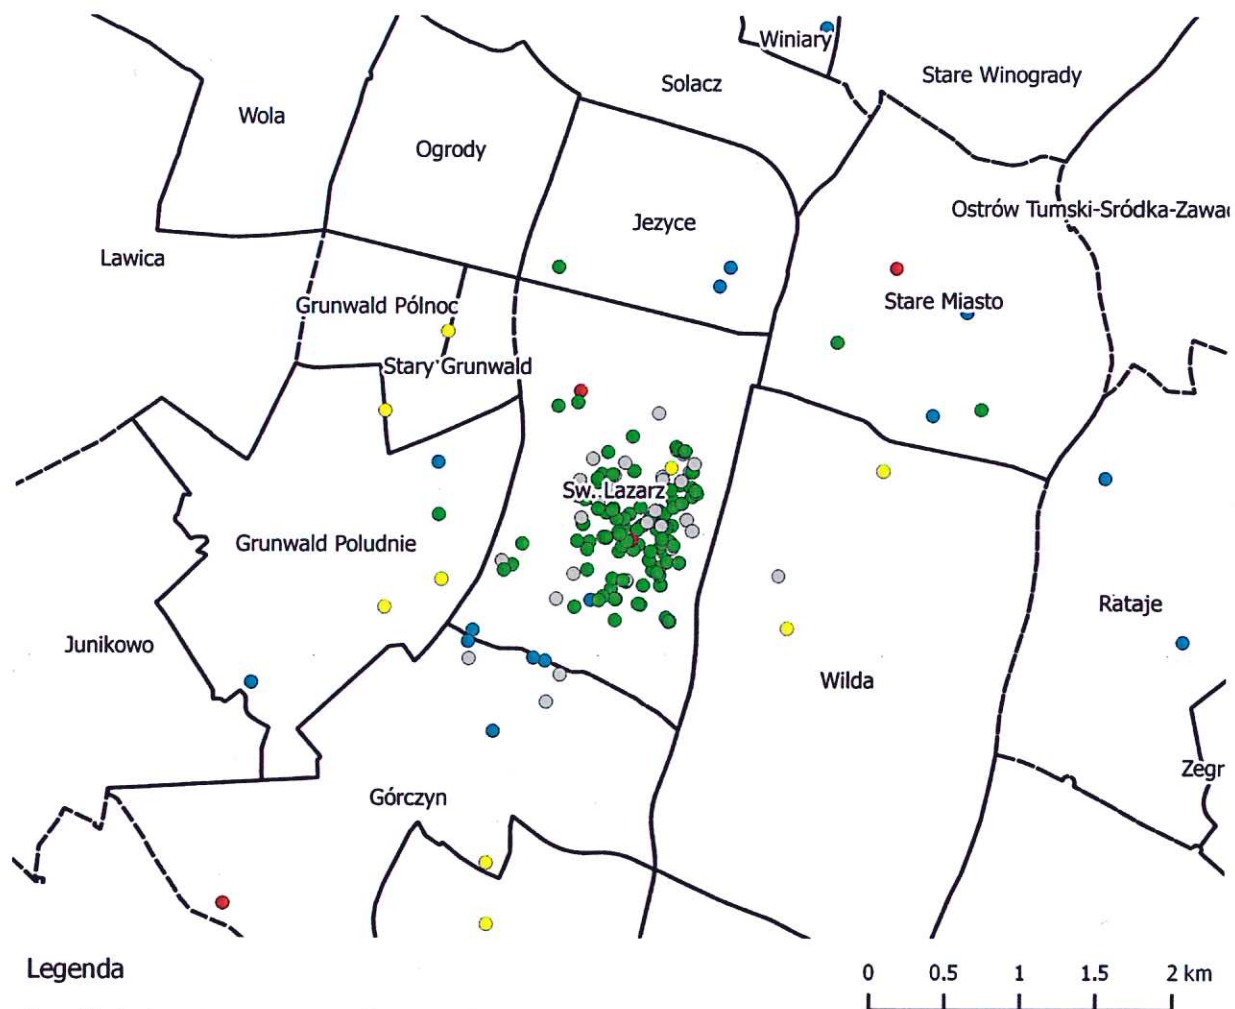 Winiary
Solacz
Stare Winogrady
Wola
Ogrody
Ostrów Tumski-Sródka-Zawa
Jezyce
Lawica
Grunwald Pólnoc
Stare Miasto
Stary Grunwald
Sw. Lazarz
Grunwald Poludnie
Rataje
Junikowo
Wilda
Zegr
Górczyn
Legenda
0 0.5 1 1.5 2 km